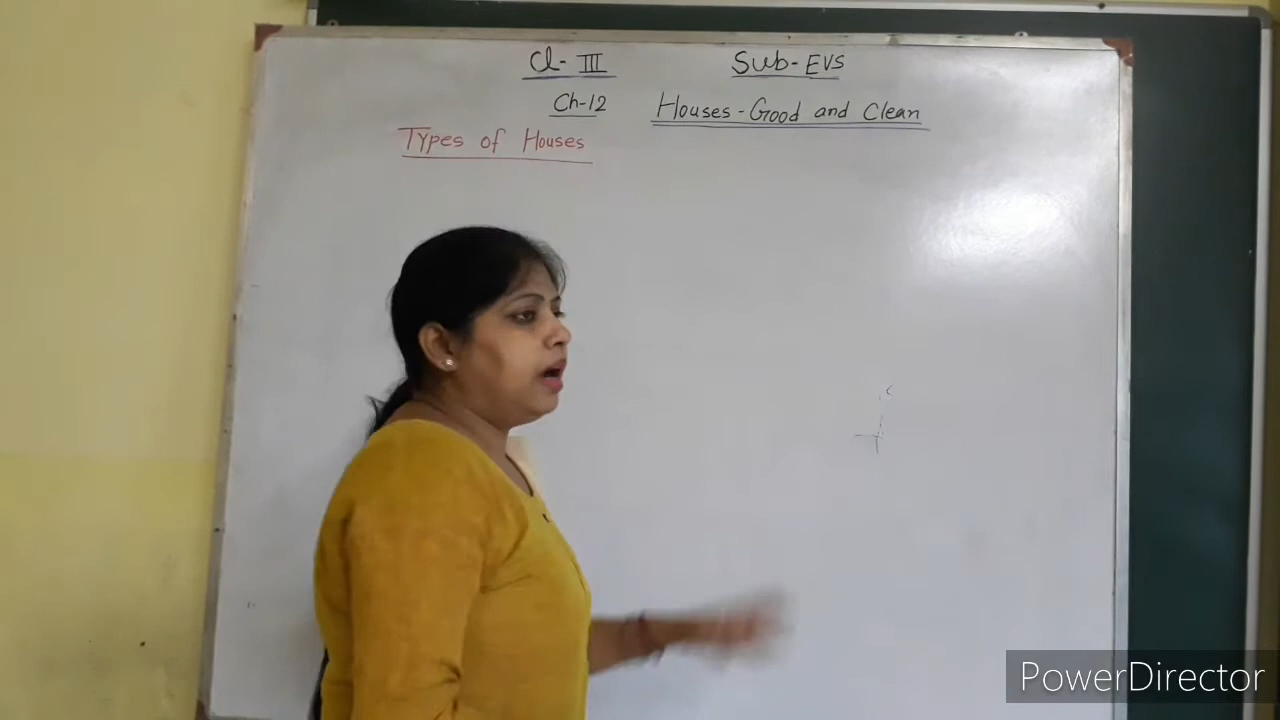 Cl- III Sub- EVS
Ch-12 Houses - Good and Clean
Types of Houses
PowerDirector